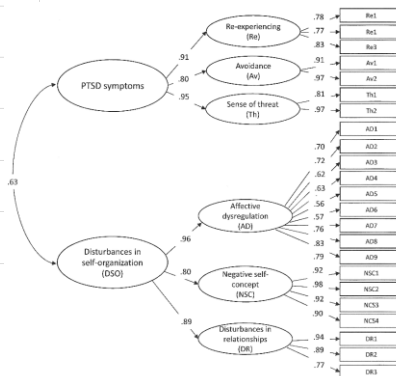 .78
Re1
Re-experiencing
(Re)
.77
Re1
.83
Re3
.91
.91
Av1
Avoidance
(Av)
.80
.97
Av2
PTSD symptoms
.95
.81
Th1
Sense of threat
(Th)
.97
Th2
AD1
.70
AD2
.72
AD3
.62
AD4
.63
.63
AD5
.56
Affective
dysregulation
(AD)
.57
AD6
.76
AD7
.83
AD8
.96
.79
AD9
Disturbances in
self-organization
(DSO)
.92
NSC1
.80
Negative self-
concept
(NSC)
.98
NSC2
.92
NCS3
.90
NCS4
.89
Disturbances in
relationships
(DR)
.94
DR1
.89
DR2
.77
DR3